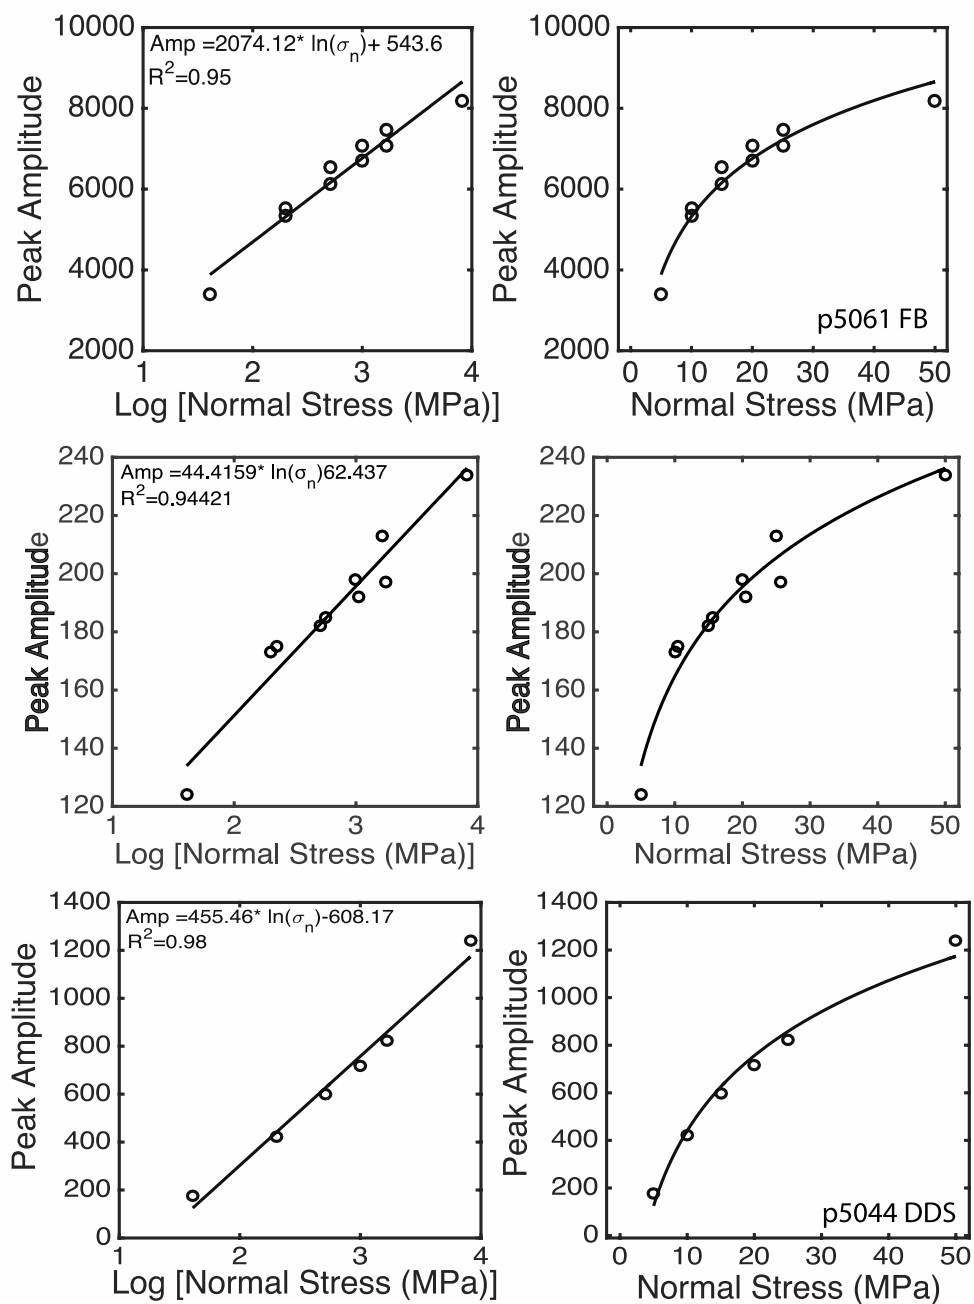 Amp =2074.12* ln(σn)+ 543.6
R2=0.95
Peak Amplitude
10000
8000
6000
4000
2000
1 2 3 4
Log [Normal Stress (MPa)]
Peak Amplitude
10000
8000
6000
4000
2000
p5061 FB
0 10 20 30 40 50
Normal Stress (MPa)
Amp =44.4159* ln(σn)62.437
R2=0.94421
Peak Amplitude
240
220
200
180
160
140
120
1 2 3 4
Log [Normal Stress (MPa)]
Peak Amplitude
240
220
200
180
160
140
120
0 10 20 30 40 50
Normal Stress (MPa)
Amp =455.46* ln(σn)-608.17
R2=0.98
Peak Amplitude
1400
1200
1000
800
600
400
200
0
1 2 3 4
Log [Normal Stress (MPa)]
Peak Amplitude
1400
1200
1000
800
600
400
200
0
p5044 DDS
0 10 20 30 40 50
Normal Stress (MPa)